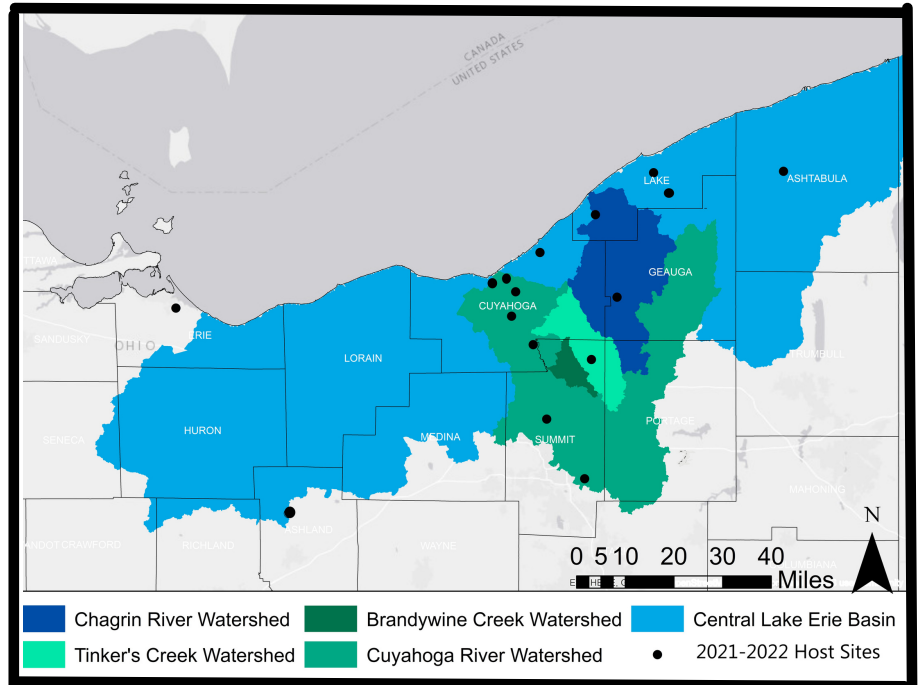 CANADA
UNITED STATES
LAKE
ASHTABULA
GEAUGA
CUYAHOGA
ERIE
SANDUSKY
OHIO
LORAIN
TRUMBULL
HURON
SENECA
MEDINA
SUMMIT
PORTAGE
MAHONING
RICHLAND
WAYNE
N
0 5 10 20 30 40
Miles
Chagrin River Watershed
Brandywine Creek Watershed
Central Lake Erie Basin
Tinker's Creek Watershed
Cuyahoga River Watershed
2021-2022 Host Sites